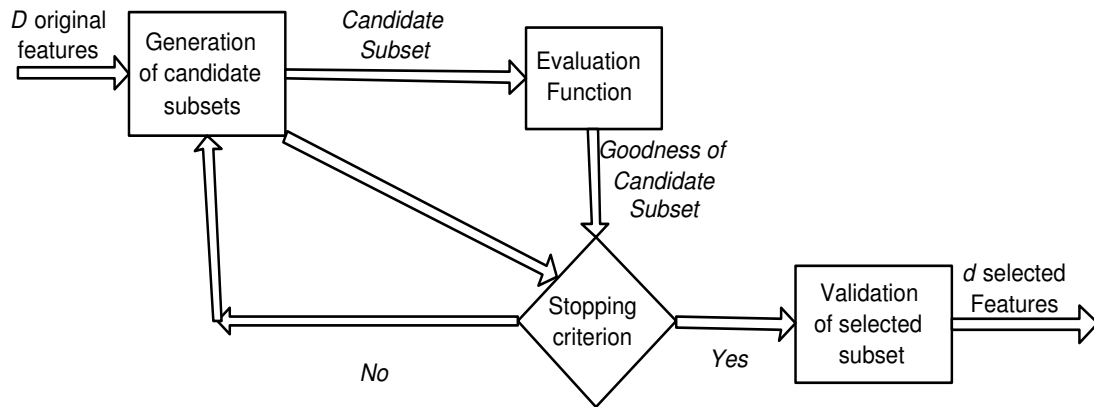 D original
features
Generation
of candidate
subsets
Candidate
Subset
Evaluation
Function
Goodness of
Candidate
Subset
Stopping
criterion
No
Yes
Validation
of selected
subset
d selected
Features